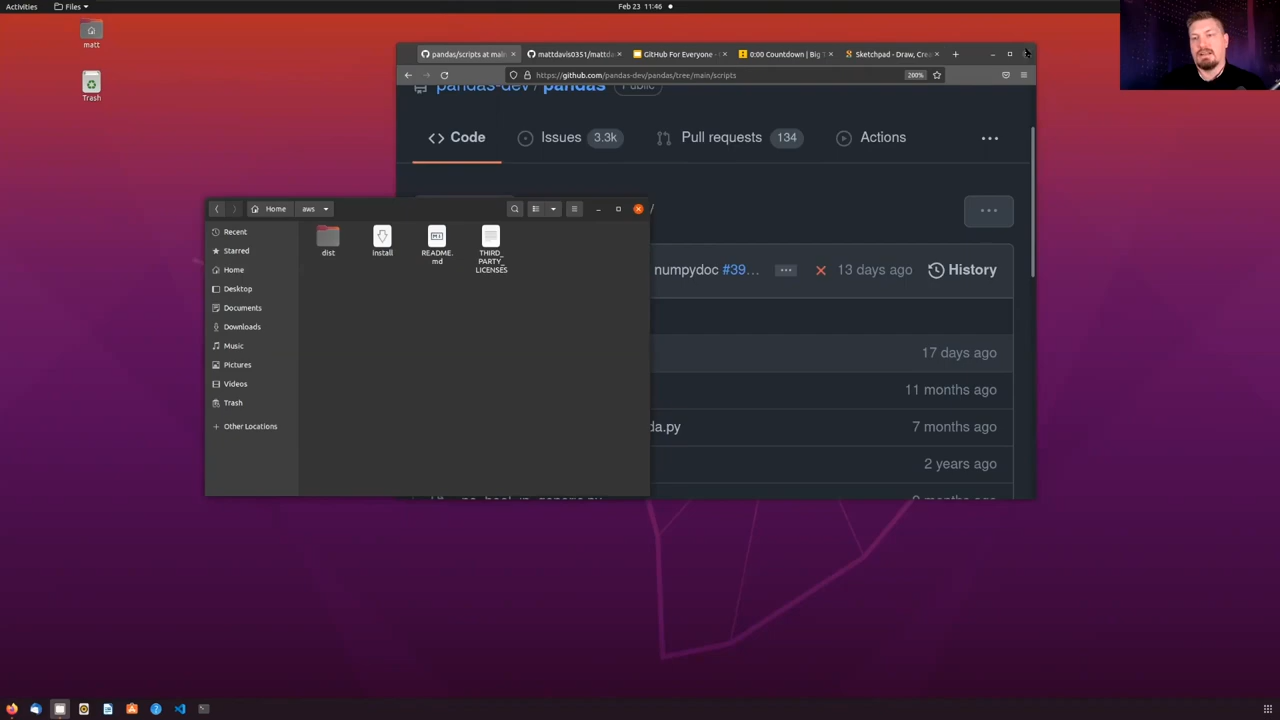 Activities
Files
Feb 23 11:46
matt
Trash
pandas/scripts at mai
mattdavis0351/mattda
GitHub For Everyone -
0:00 Countdown | Big T
Sketchpad - Draw, Crea
https://github.com/pandas-dev/pandas/tree/main/scripts
200%
pandas-dev / pandas
Public
Code
Issues 3.3k
Pull requests 134
Actions
Home
aws
/
Recent
Starred
Home
Desktop
Documents
Downloads
Music
Pictures
Videos
Trash
+ Other Locations
dist
install
README.
md
THIRD_
PARTY_
LICENSES
numpydoc #39...
13 days ago
History
17 days ago
11 months ago
da.py
7 months ago
2 years ago